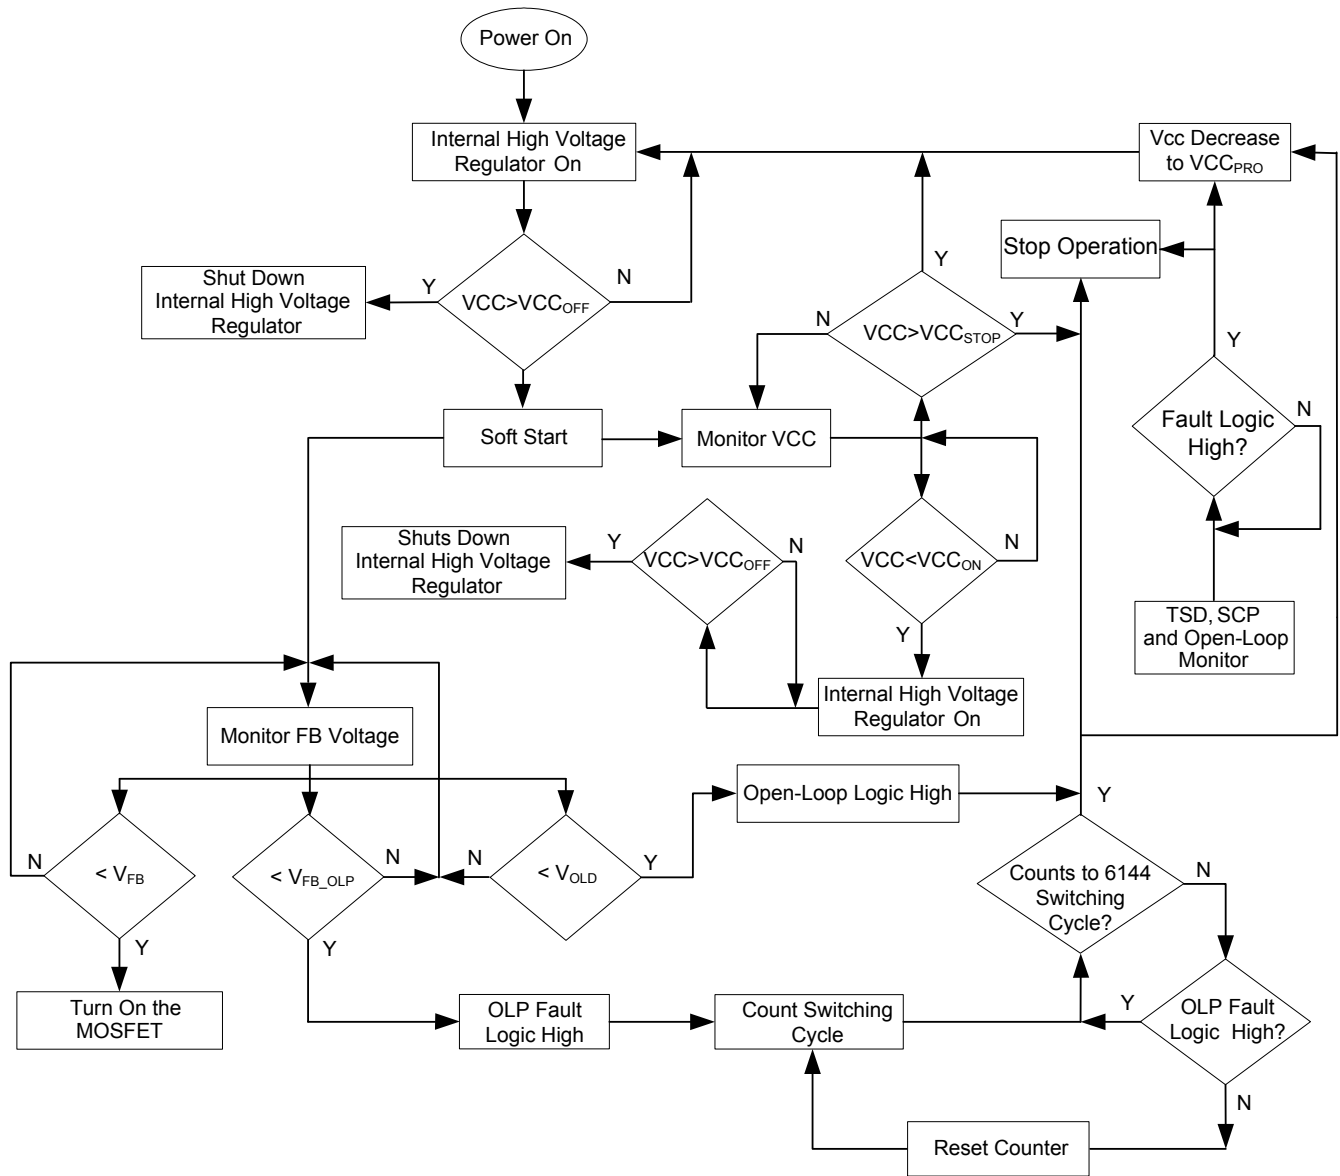 Power On
Internal High Voltage
Regulator On
Vcc Decrease
to VCCPRO
Stop Operation
Shut Down
Internal High Voltage
Regulator
Y
VCC>VCCOFF
N
Y
N
VCC>VCCSTOP
Y
Y
Fault Logic
High?
N
Soft Start
Monitor VCC
Shuts Down
Internal High Voltage
Regulator
Y
VCC>VCCOFF
N
VCC<VCCON
N
Y
TSD, SCP
and Open-Loop
Monitor
Internal High Voltage
Regulator On
Monitor FB Voltage
Open-Loop Logic High
Y
N
< VFB
Y
< VFB_OLP
N
Y
N
< VOLD
Y
Counts to 6144
Switching
Cycle?
N
Turn On the
MOSFET
OLP Fault
Logic High
Count Switching
Cycle
Y
OLP Fault
Logic High?
N
Reset Counter